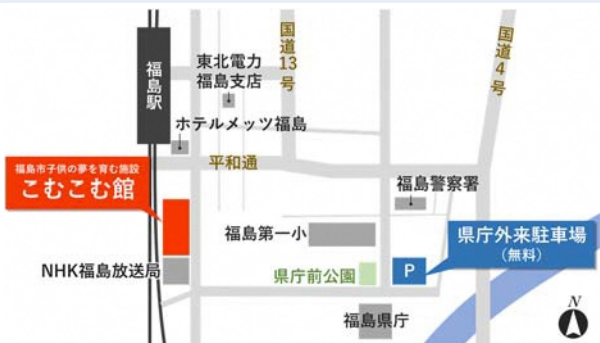 国道13号
国道4号
東北電力
福島支店
福島駅
ホテルメッツ福島
平和通
福島市子供の夢を育む施設
こむこむ館
福島警察署
福島第一小
県庁外来駐車場
(無料)
NHK福島放送局
県庁前公園
P
福島県庁
N